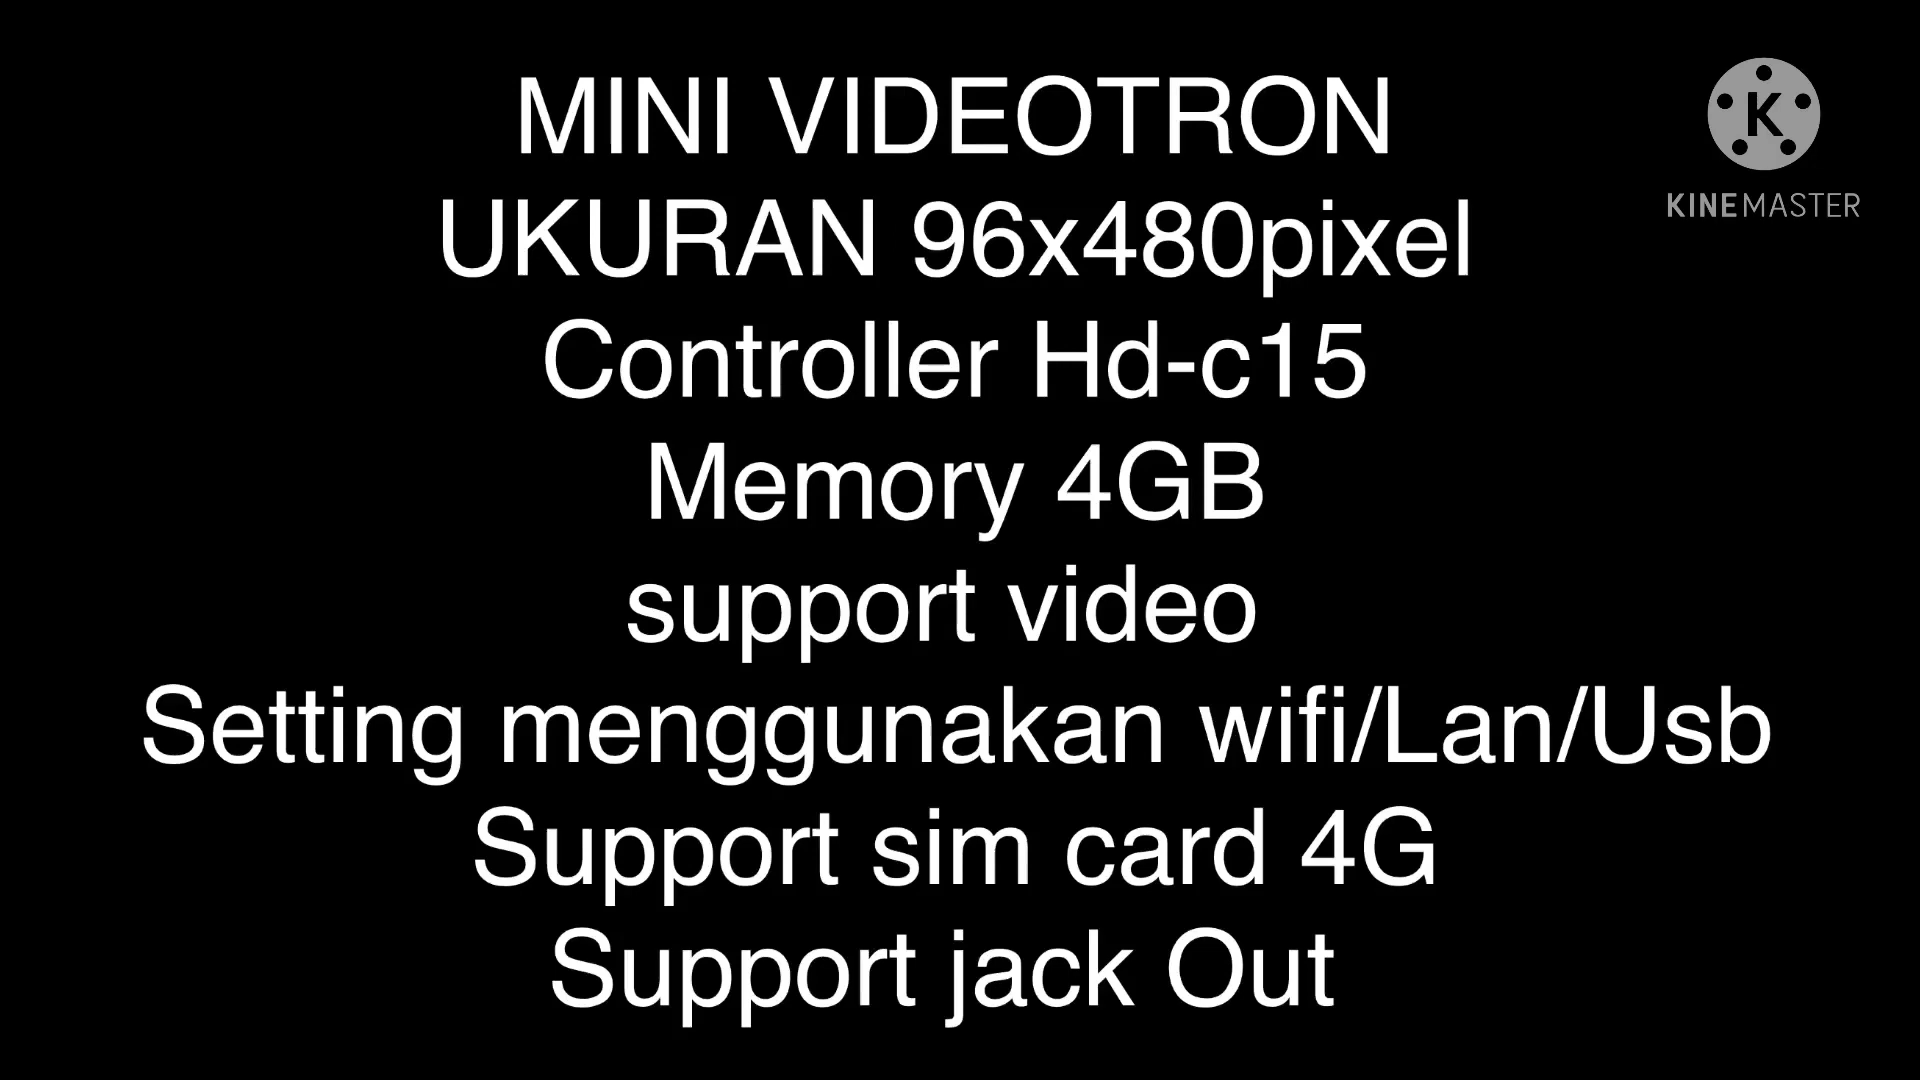 MINI VIDEOTRON
UKURAN 96x480pixel
Controller Hd-c15
Memory 4GB
support video
Setting menggunakan wifi/Lan/Usb
Support sim card 4G
Support jack Out
K
KINEMASTER